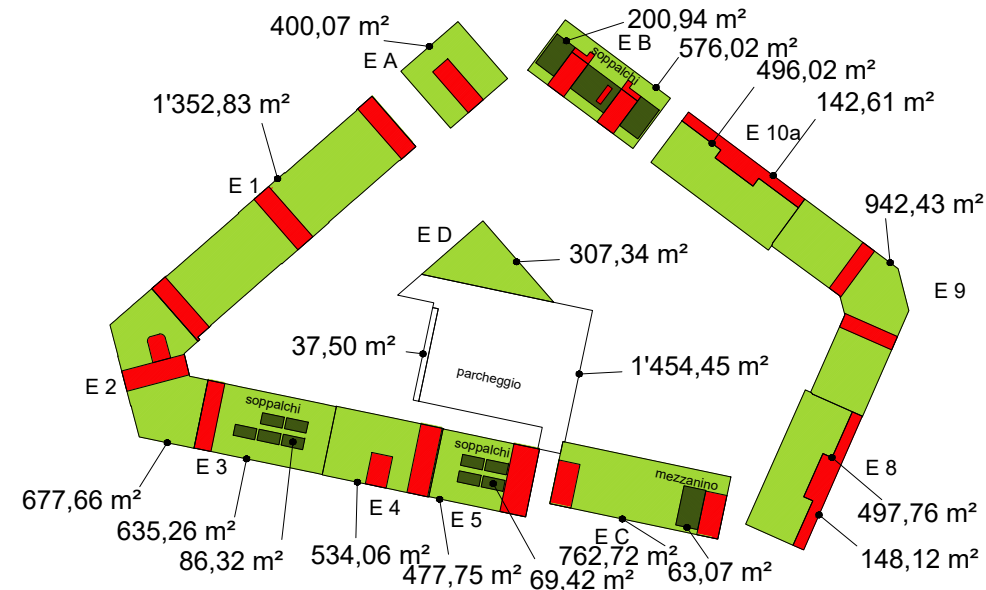 400,07 m²
E A
200,94 m²
E B
soppalchi
576,02 m²
496,02 m²
142,61 m²
E 10a
1'352,83 m²
E 1
942,43 m²
E 9
E D
307,34 m²
37,50 m²
parcheggio
1'454,45 m²
E 2
soppalchi
soppalchi
mezzanino
E 3
E 4
E 5
E C
E 8
677,66 m²
635,26 m²
86,32 m²
534,06 m²
477,75 m²
69,42 m²
762,72 m²
63,07 m²
497,76 m²
148,12 m²